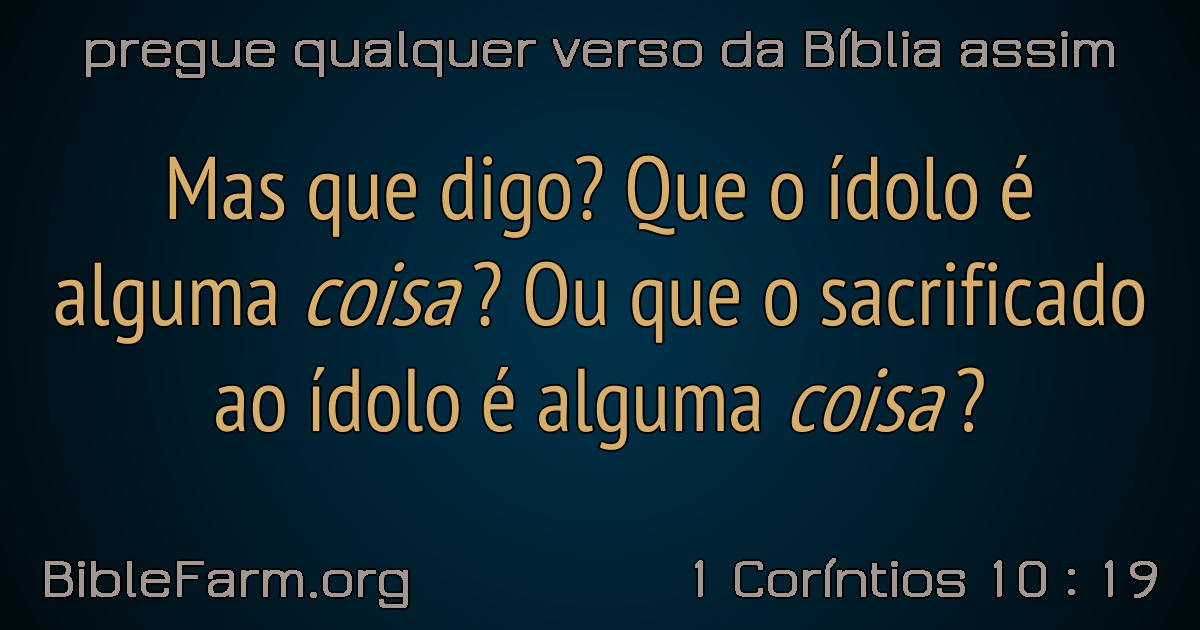 pregue qualquer verso da Bíblia assim
Mas que digo? Que o ídolo é
alguma coisa ? Ou que o sacrificado
ao ídolo é alguma coisa ?
BibleFarm.org
1 Coríntios 10 : 19